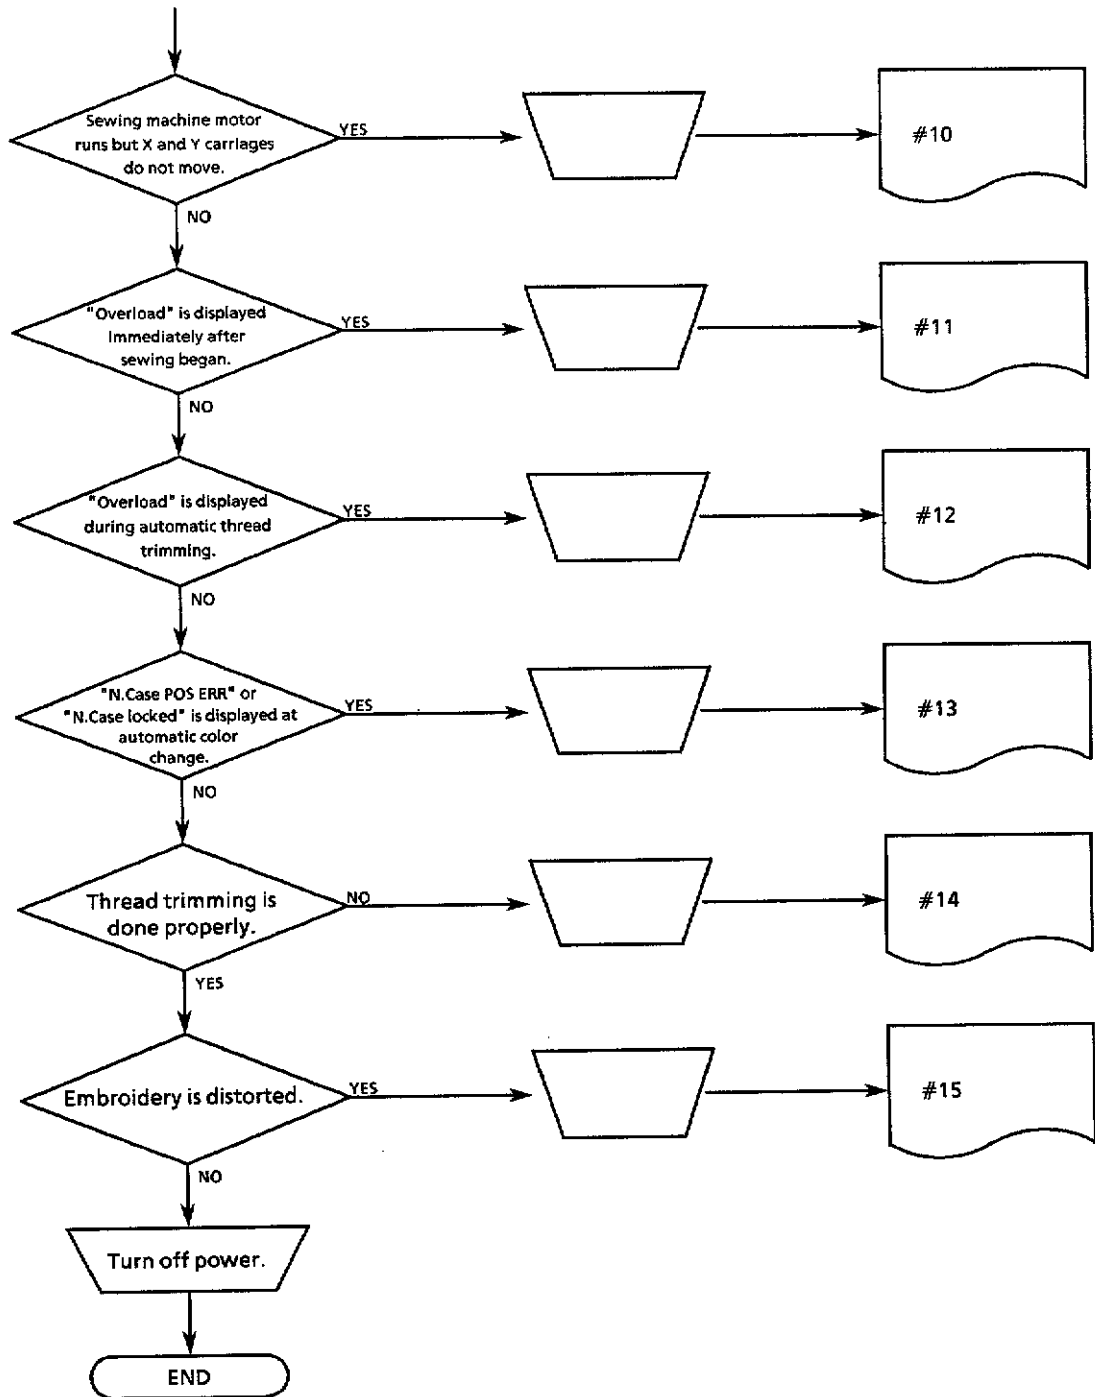 Sewing machine motor
runs but X and Y carriages
do not move.
YES
#10
NO
"Overload" is displayed
immediately after
sewing began.
YES
#11
NO
"Overload" is displayed
during automatic thread
trimming.
YES
#12
NO
"N.Case POS ERR" or
"N.Case locked" is displayed at
automatic color
change.
YES
#13
NO
Thread trimming is
done properly.
NO
#14
YES
Embroidery is distorted.
YES
#15
NO
Turn off power.
END